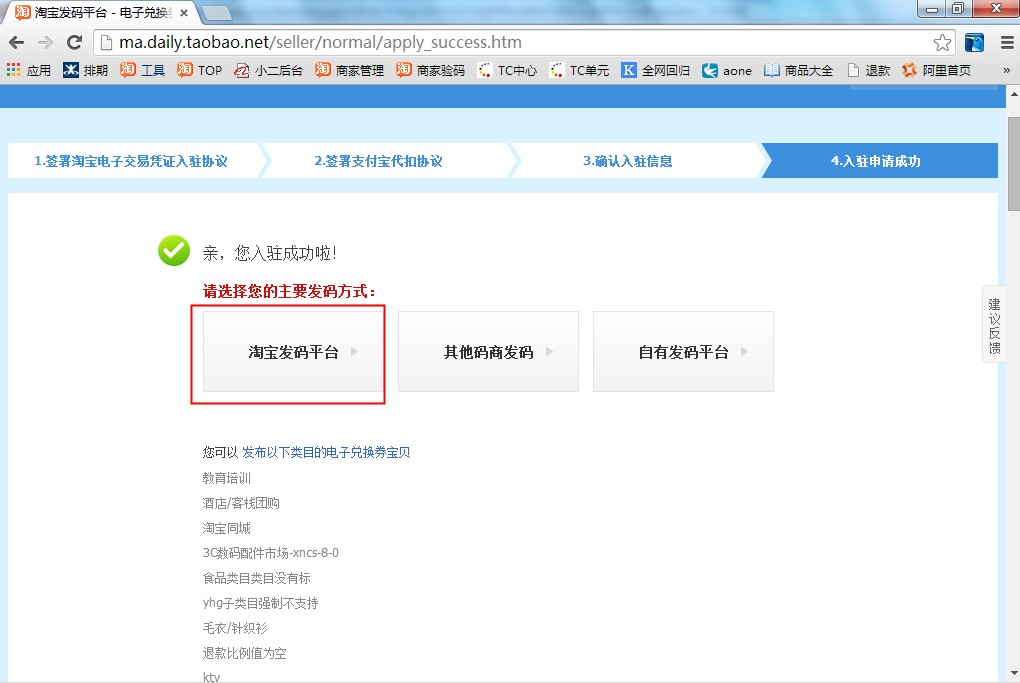 淘宝发码平台 - 电子兑换
ma.daily.taobao.net/seller/normal/apply_success.htm
应用 排期 工具 TOP 小二后台 商家管理 商家验码 TC中心 TC单元 全网回归 aone 商品大全 退款 阿里首页 »
1.签署淘宝电子交易凭证入驻协议 2.签署支付宝代扣协议 3.确认入驻信息 4.入驻申请成功
亲，您入驻成功啦！
请选择您的主要发码方式：
淘宝发码平台 其他码商发码 自有发码平台
建议反馈
您可以 发布以下类目的电子兑换券宝贝
教育培训
酒店/客栈团购
淘宝同城
3C数码配件市场-xncs-8-0
食品类目类目没有标
yhg子类目强制不支持
毛衣/针织衫
退款比例值为空
ktv